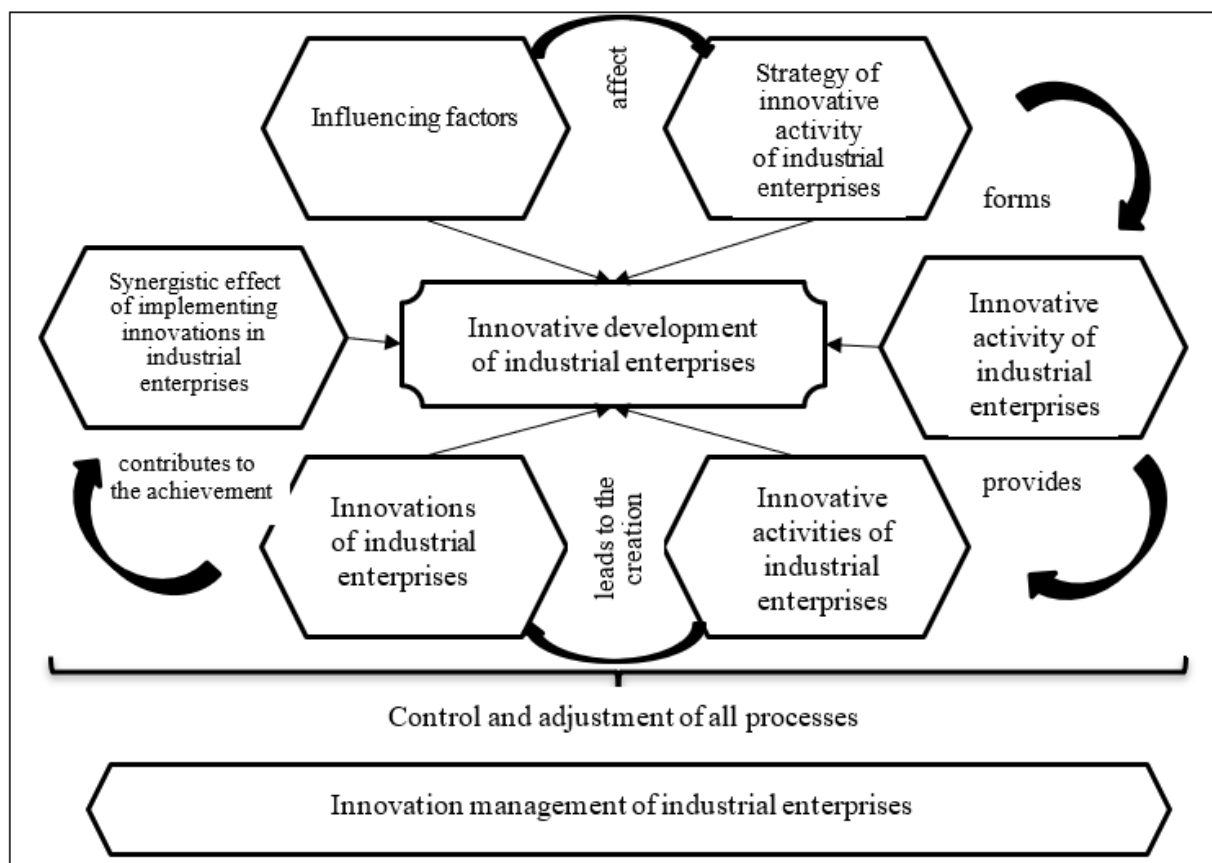 Influencing factors
affect
Strategy of
innovative
activity
of industrial
enterprises
forms
Synergistic effect
of implementing
innovations in
industrial
enterprises
Innovative development
of industrial enterprises
Innovative
activity of
industrial
enterprises
contributes to
the achievement
Innovations
of industrial
enterprises
leads to the
creation
Innovative
activities of
industrial
enterprises
provides
Control and adjustment of all processes
Innovation management of industrial enterprises